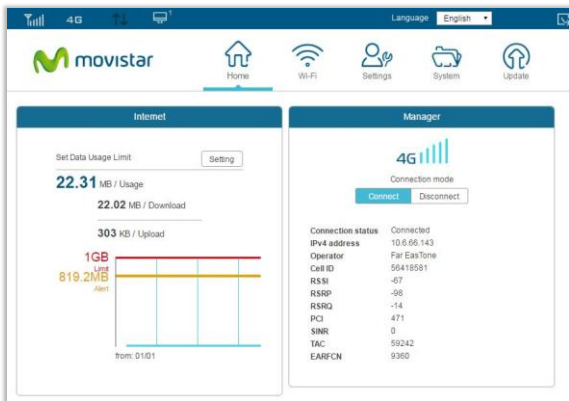 4G
1
Language English
movistar
Home
Wi-Fi
Settings
System
Update
Internet
Set Data Usage Limit Setting
22.31 MB / Usage
22.02 MB / Download
303 KB / Upload
1GB
Limit
819.2MB
Alert
from: 01/01
Manager
4G
Connection mode
Connect Disconnect
Connection status Connected
IPv4 address 10.6.66.143
Operator Far EasTone
Cell ID 56418581
RSSI -67
RSRP -98
RSRQ -14
PCI 471
SINR 0
TAC 59242
EARFCN 9360